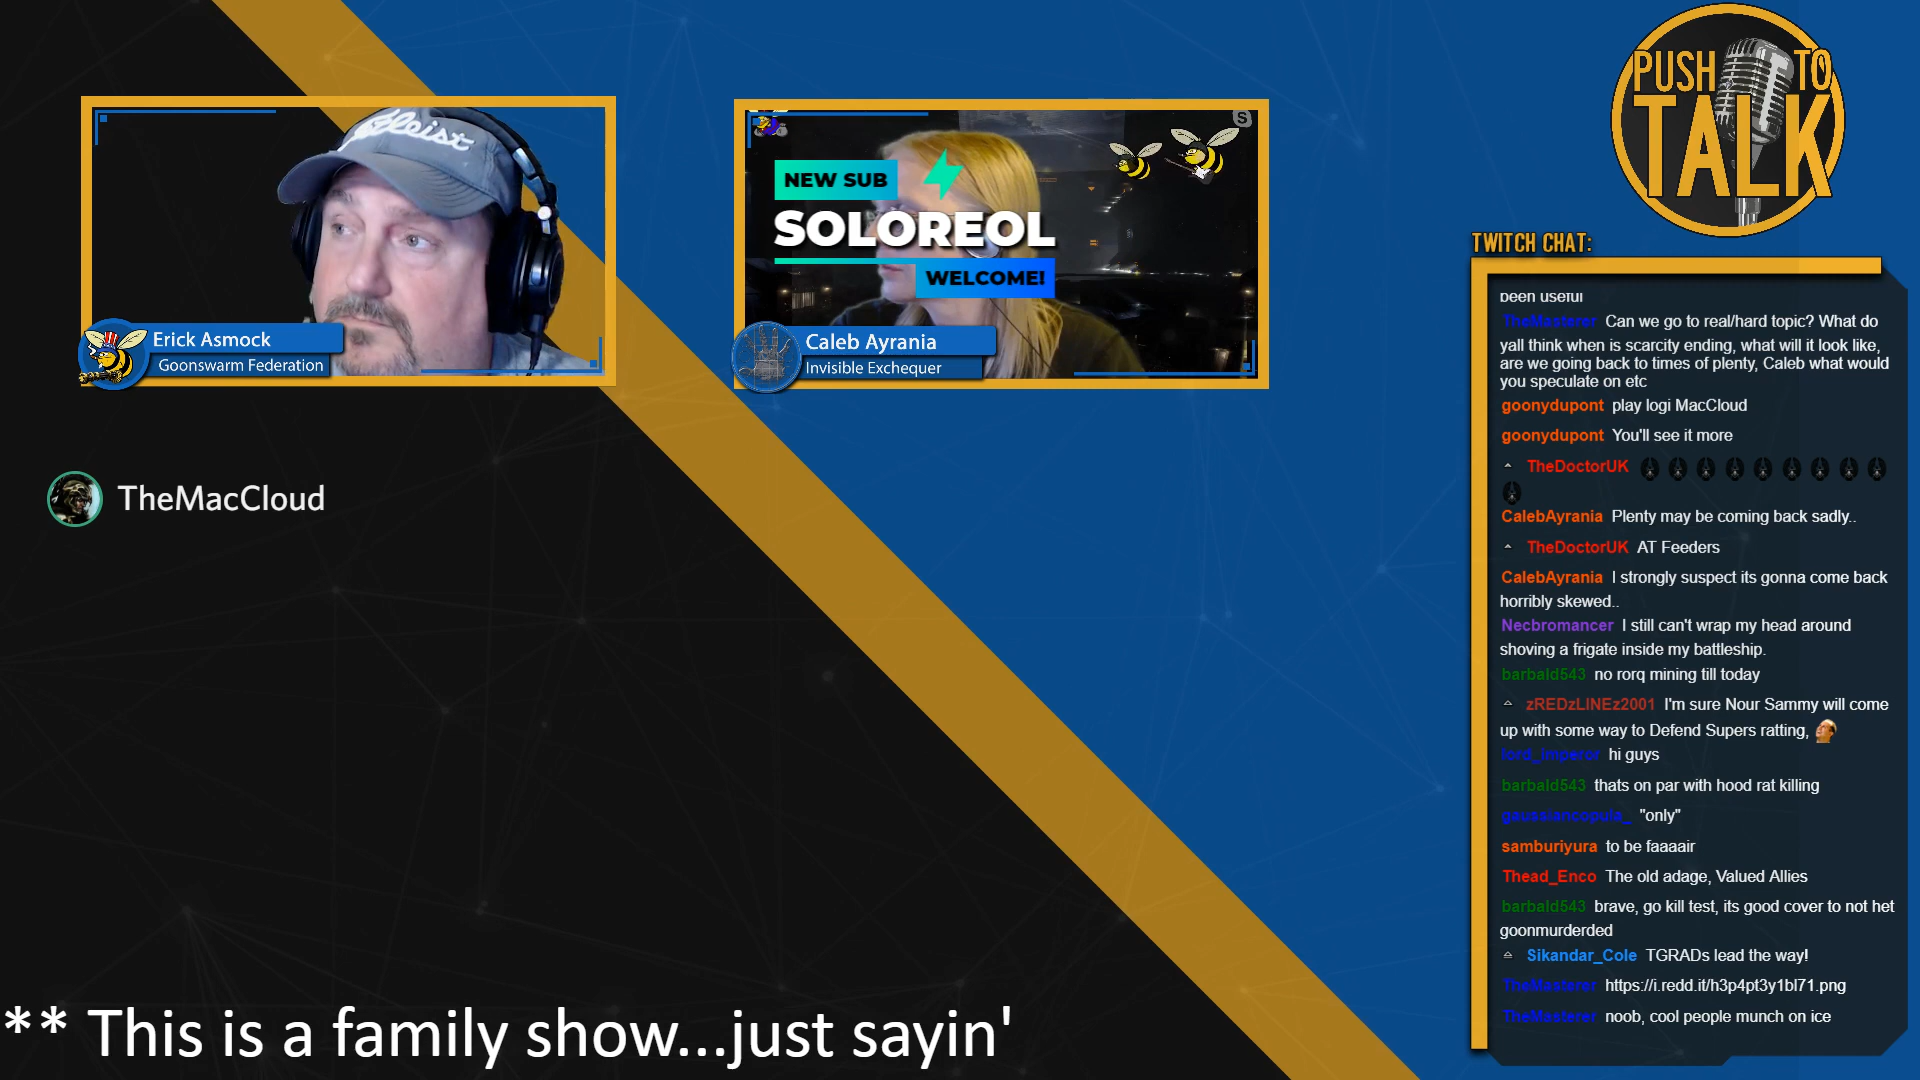 PUSH TO
TALK
Titleist
Erick Asmock
Goonswarm Federation
S
NEW SUB
SOLOREOL
WELCOME!
Caleb Ayrania
Invisible Exchequer
TheMacCloud
** This is a family show...just sayin'
TWITCH CHAT:
been useful
TheMasterer Can we go to real/hard topic? What do
yall think when is scarcity ending, what will it look like,
are we going back to times of plenty, Caleb what would
you speculate on etc
goonydupont play logi MacCloud
goonydupont You'll see it more
TheDoctorUK
CalebAyrania Plenty may be coming back sadly..
TheDoctorUK AT Feeders
CalebAyrania I strongly suspect its gonna come back
horribly skewed..
Necbromancer I still can't wrap my head around
shoving a frigate inside my battleship.
barbald543 no rorq mining till today
zREDzLINEz2001 I'm sure Nour Sammy will come
up with some way to Defend Supers ratting,
lord_imperor hi guys
barbald543 thats on par with hood rat killing
gaussiancopula_ "only"
samburiyura to be faaaair
Thead_Enco The old adage, Valued Allies
barbald543 brave, go kill test, its good cover to not het
goonmurderded
Sikandar_Cole TGRADs lead the way!
TheMasterer https://i.redd.it/h3p4pt3y1bl71.png
TheMasterer noob, cool people munch on ice